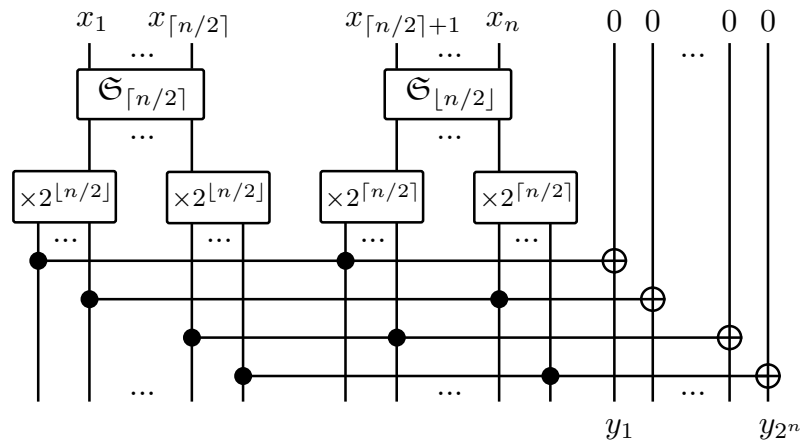 x_1 x_{⌈n/2⌉} x_{⌈n/2⌉+1} x_n 0 0 0 0
... ... ...
𝔖_{⌈n/2⌉} 𝔖_{⌊n/2⌋}
... ...
×2^{⌊n/2⌋} ×2^{⌊n/2⌋} ×2^{⌈n/2⌉} ×2^{⌈n/2⌉}
... ... ... ...
... ... ...
y_1 y_{2^n}